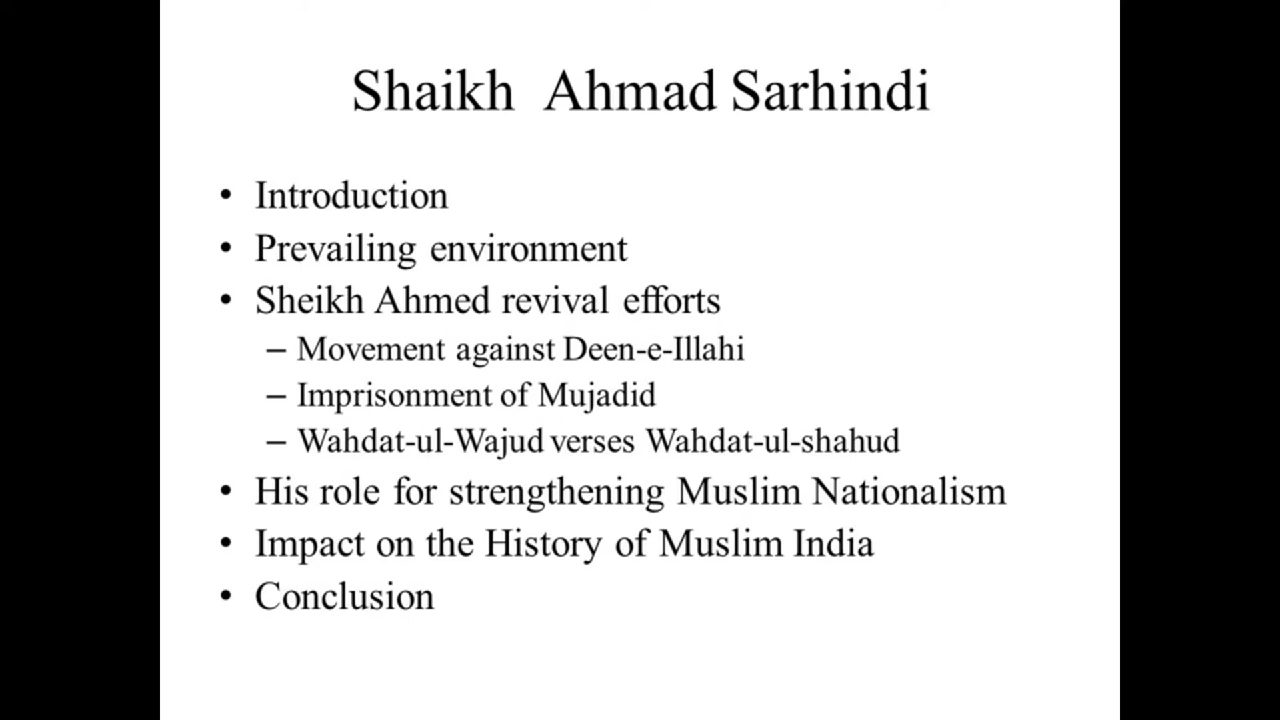 Shaikh Ahmad Sarhindi
• Introduction
• Prevailing environment
• Sheikh Ahmed revival efforts
– Movement against Deen-e-Illahi
– Imprisonment of Mujadid
– Wahdat-ul-Wajud verses Wahdat-ul-shahud
• His role for strengthening Muslim Nationalism
• Impact on the History of Muslim India
• Conclusion